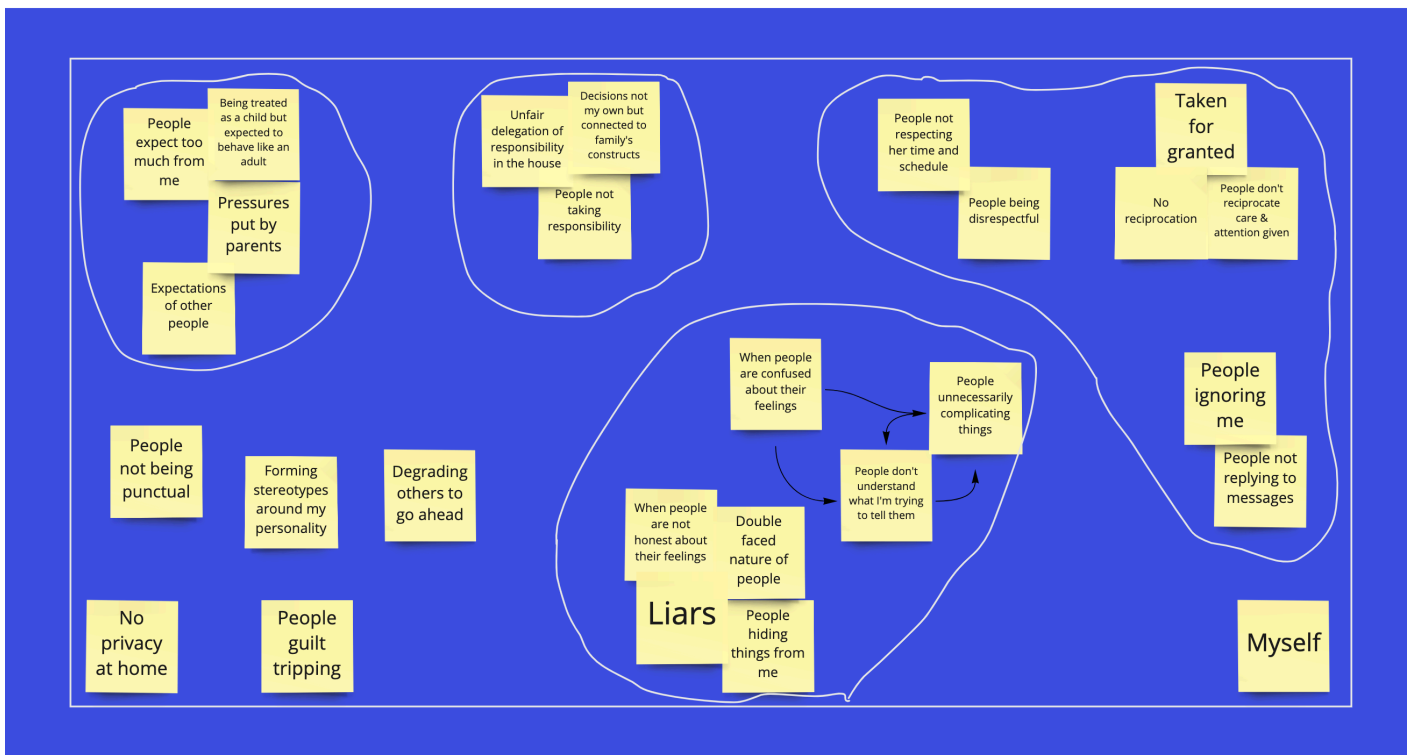 People
expect too
much from
me
Being treated
as a child but
expected to
behave like an
adult
Pressures
put by
parents
Expectations
of other
people
Unfair
delegation of
responsibility
in the house
Decisions not
my own but
connected to
family's
constructs
People not
taking
responsibility
People not
respecting
her time and
schedule
People being
disrespectful
Taken
for
granted
No
reciprocation
People don't
reciprocate
care &
attention given
People
ignoring
me
People not
replying to
messages
When people
are confused
about their
feelings
People
unnecessarily
complicating
things
People don't
understand
what I'm trying
to tell them
When people
are not
honest about
their feelings
Double
faced
nature of
people
Liars
People
hiding
things from
me
People
not being
punctual
Forming
stereotypes
around my
personality
Degrading
others to
go ahead
No
privacy
at home
People
guilt
tripping
Myself